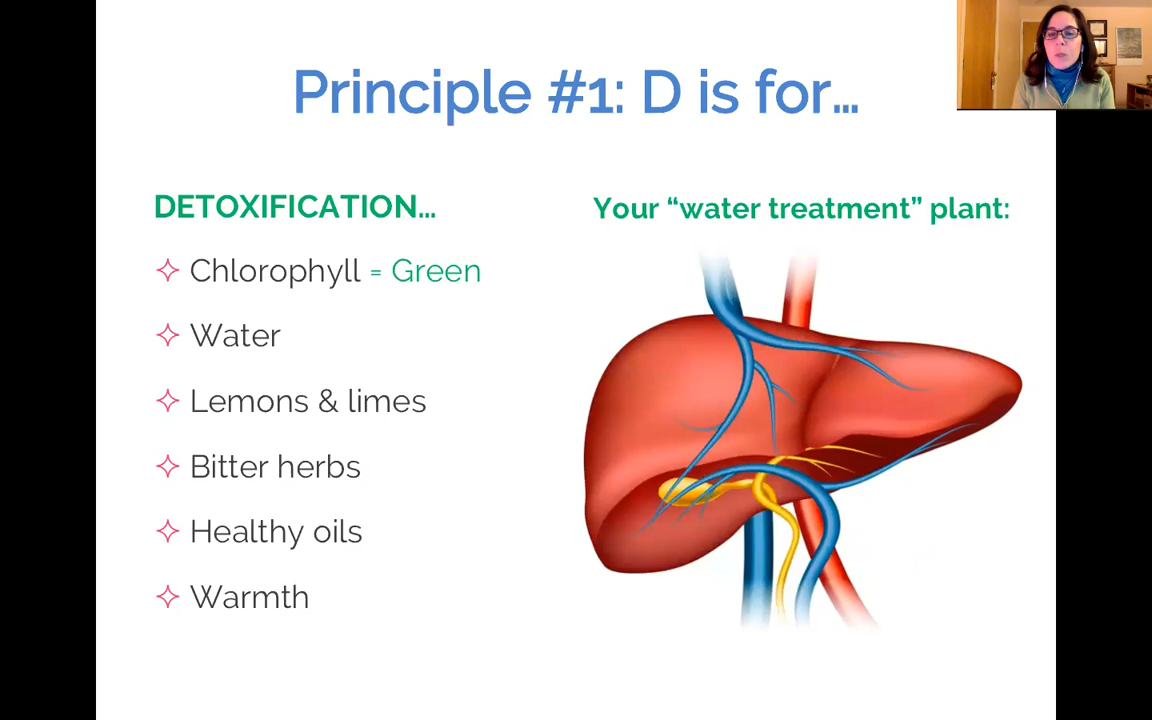 Principle #1: D is for…
DETOXIFICATION…
Chlorophyll = Green
Water
Lemons & limes
Bitter herbs
Healthy oils
Warmth
Your “water treatment” plant: